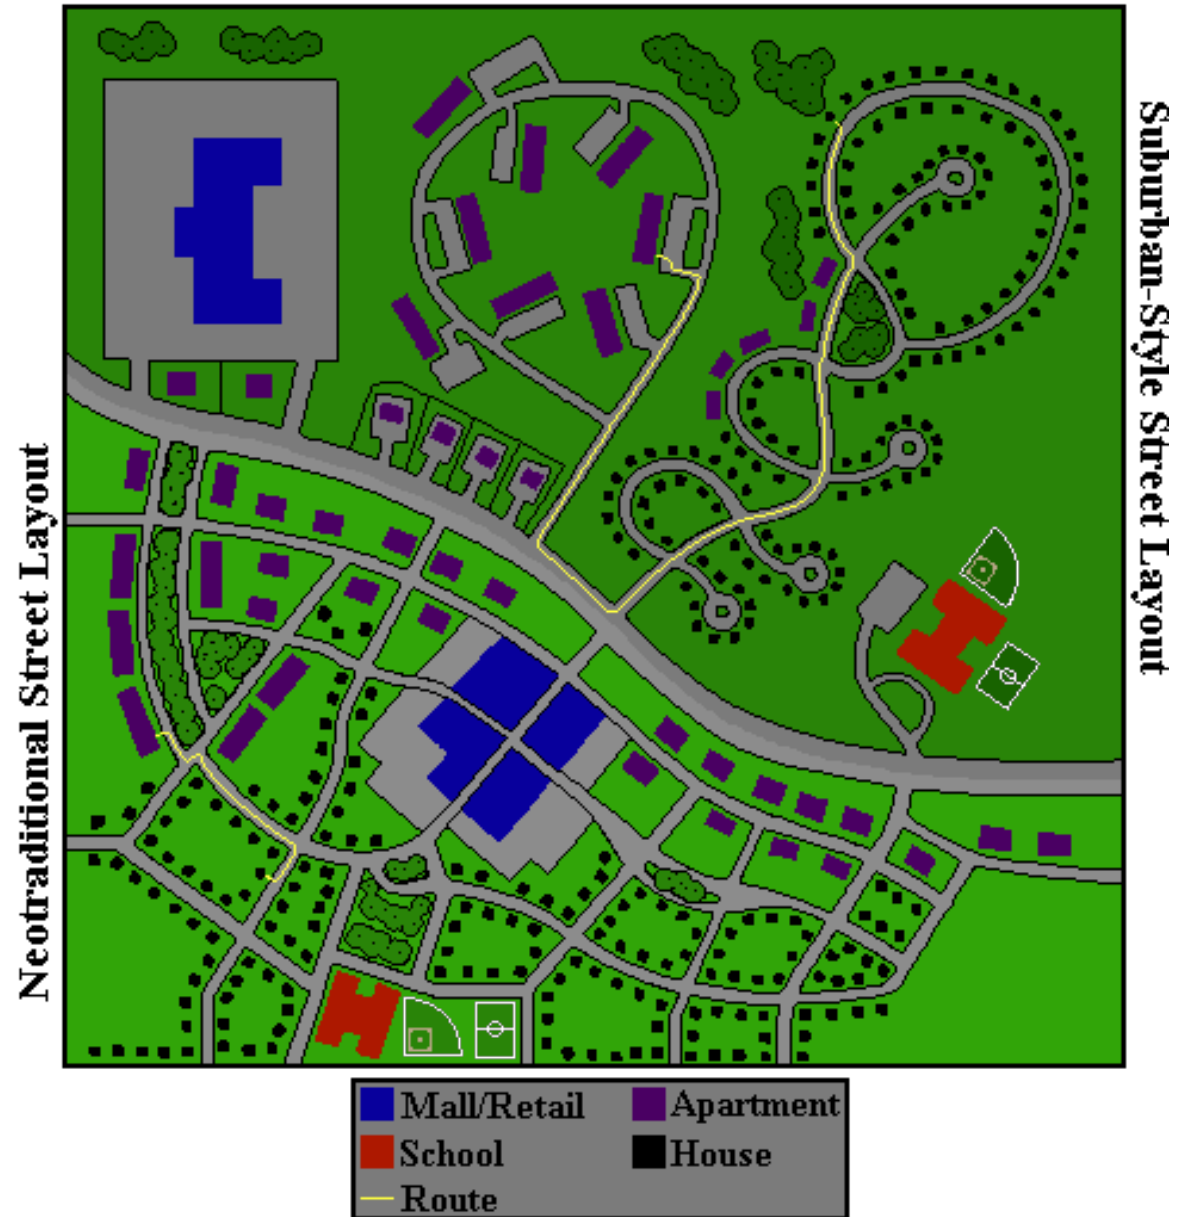 Suburban-Style Street Layout
Neotraditional Street Layout
Mall/Retail
Apartment
School
House
Route